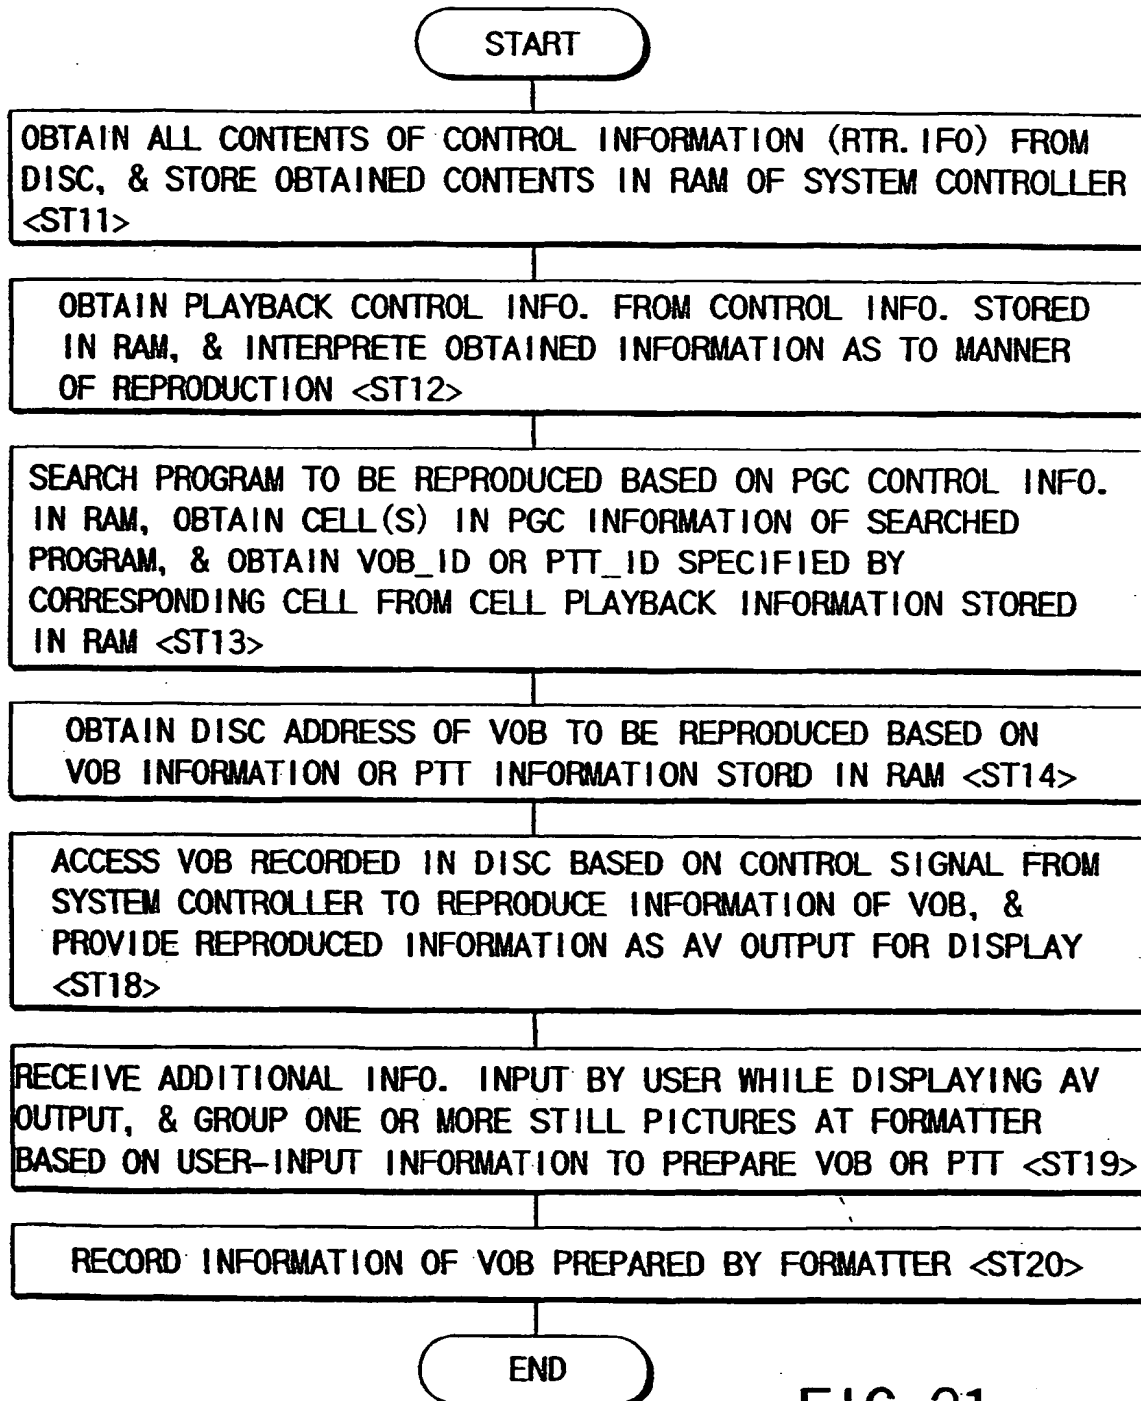 START
OBTAIN ALL CONTENTS OF CONTROL INFORMATION (RTR.IFO) FROM
DISC, & STORE OBTAINED CONTENTS IN RAM OF SYSTEM CONTROLLER
<ST11>
OBTAIN PLAYBACK CONTROL INFO. FROM CONTROL INFO. STORED
IN RAM, & INTERPRETE OBTAINED INFORMATION AS TO MANNER
OF REPRODUCTION <ST12>
SEARCH PROGRAM TO BE REPRODUCED BASED ON PGC CONTROL INFO.
IN RAM, OBTAIN CELL(S) IN PGC INFORMATION OF SEARCHED
PROGRAM, & OBTAIN VOB_ID OR PTT_ID SPECIFIED BY
CORRESPONDING CELL FROM CELL PLAYBACK INFORMATION STORED
IN RAM <ST13>
OBTAIN DISC ADDRESS OF VOB TO BE REPRODUCED BASED ON
VOB INFORMATION OR PTT INFORMATION STORD IN RAM <ST14>
ACCESS VOB RECORDED IN DISC BASED ON CONTROL SIGNAL FROM
SYSTEM CONTROLLER TO REPRODUCE INFORMATION OF VOB, &
PROVIDE REPRODUCED INFORMATION AS AV OUTPUT FOR DISPLAY
<ST18>
RECEIVE ADDITIONAL INFO. INPUT BY USER WHILE DISPLAYING AV
OUTPUT, & GROUP ONE OR MORE STILL PICTURES AT FORMATTER
BASED ON USER-INPUT INFORMATION TO PREPARE VOB OR PTT <ST19>
RECORD INFORMATION OF VOB PREPARED BY FORMATTER <ST20>
END